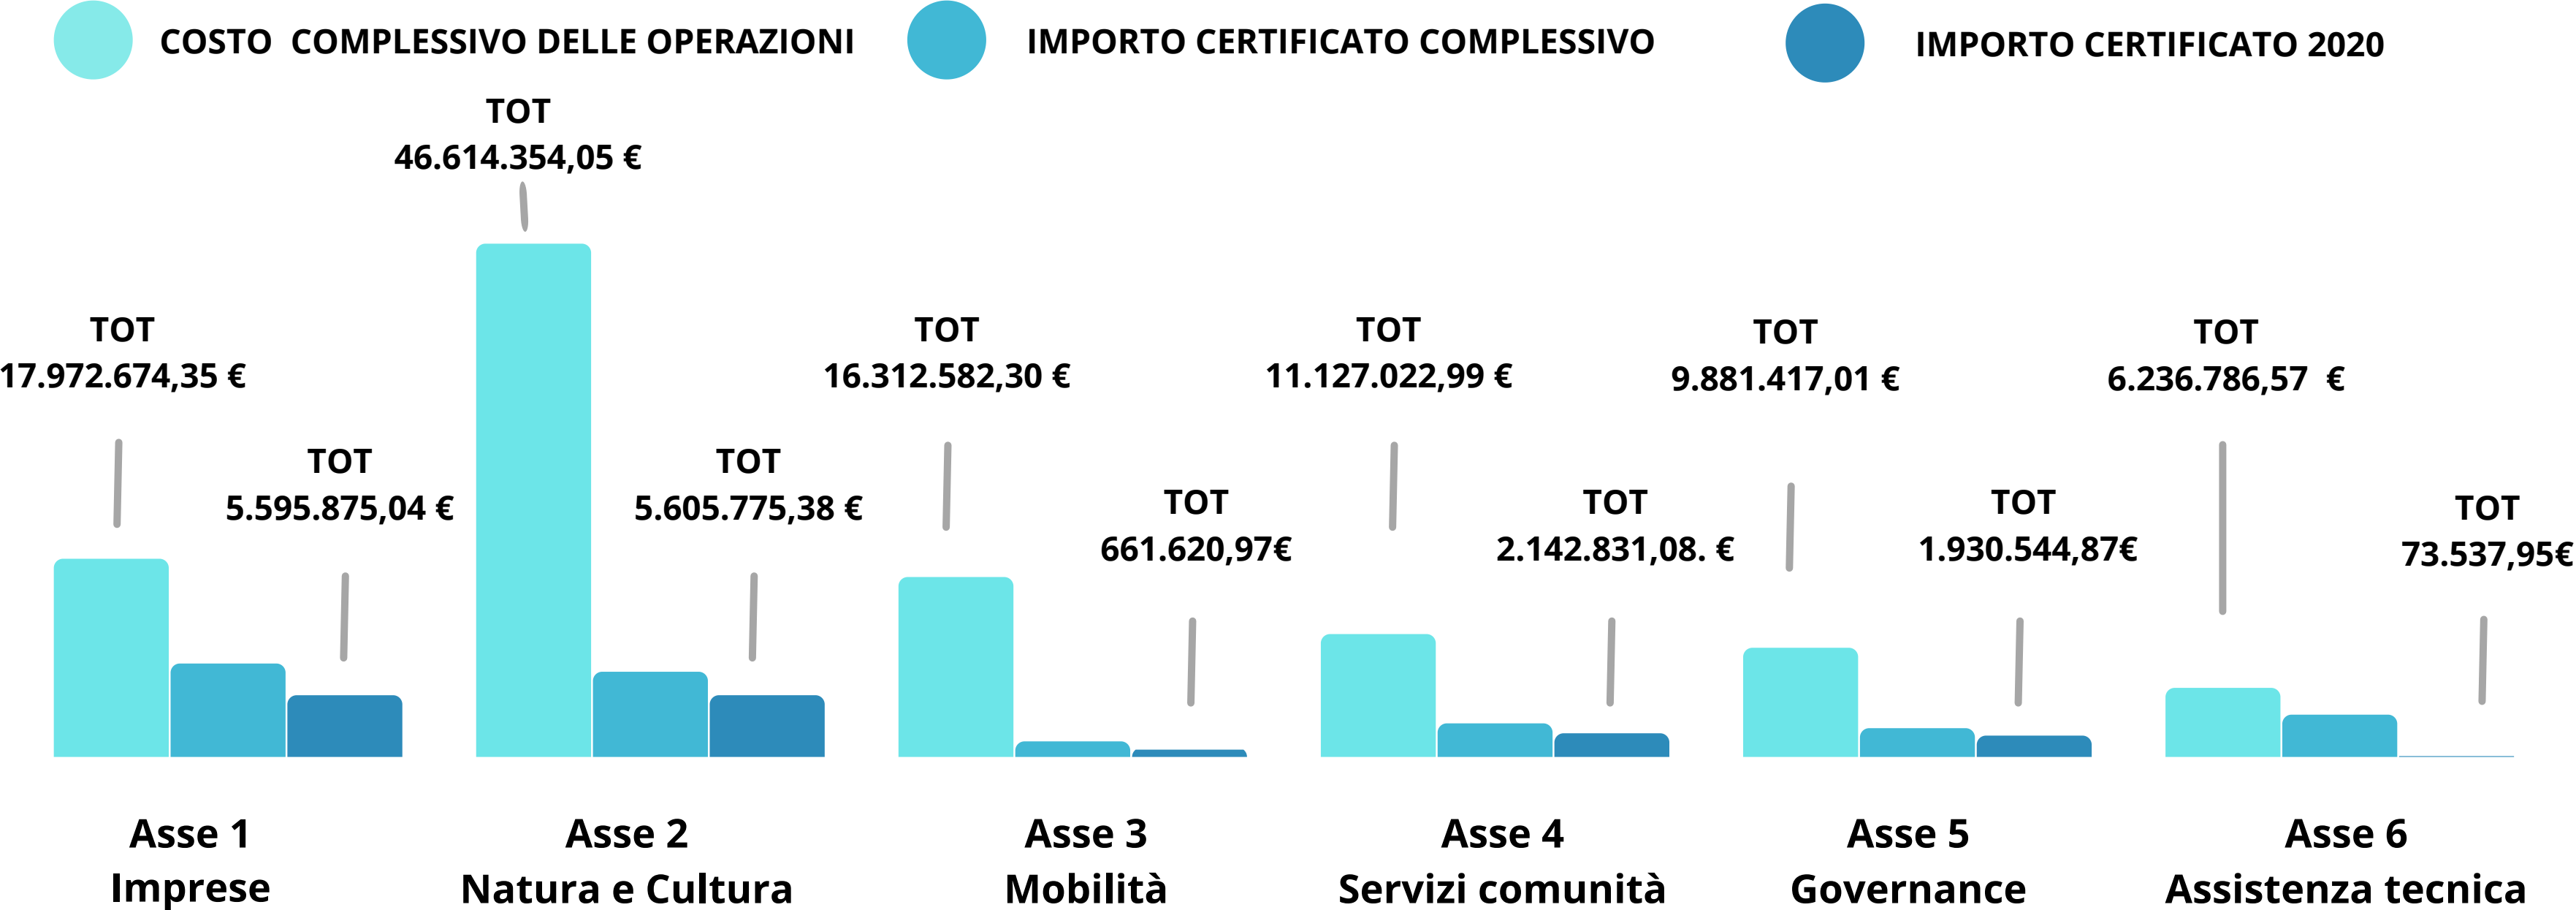 COSTO  COMPLESSIVO DELLE OPERAZIONI
IMPORTO CERTIFICATO COMPLESSIVO
IMPORTO CERTIFICATO 2020
TOT
17.972.674,35 €
TOT
5.595.875,04 €
TOT
46.614.354,05 €
TOT
5.605.775,38 €
TOT
16.312.582,30 €
TOT
661.620,97€
TOT
11.127.022,99 €
TOT
2.142.831,08. €
TOT
9.881.417,01 €
TOT
1.930.544,87€
TOT
6.236.786,57  €
TOT
73.537,95€
Asse 1
Imprese
Asse 2
Natura e Cultura
Asse 3
Mobilità
Asse 4
Servizi comunità
Asse 5
Governance
Asse 6
Assistenza tecnica